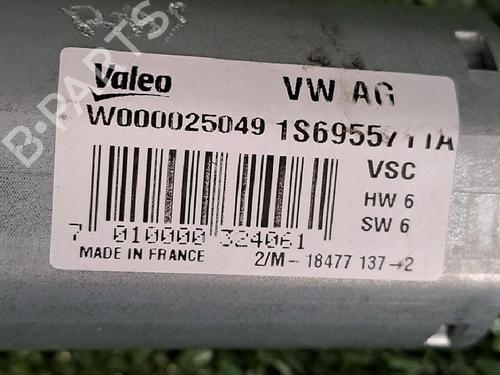 B-PARTS
Valeo VW AG
W000025049 1S6955711A
VSC
HW 6
SW 6
7 010000 324061
MADE IN FRANCE 2/M - 18477 137→2